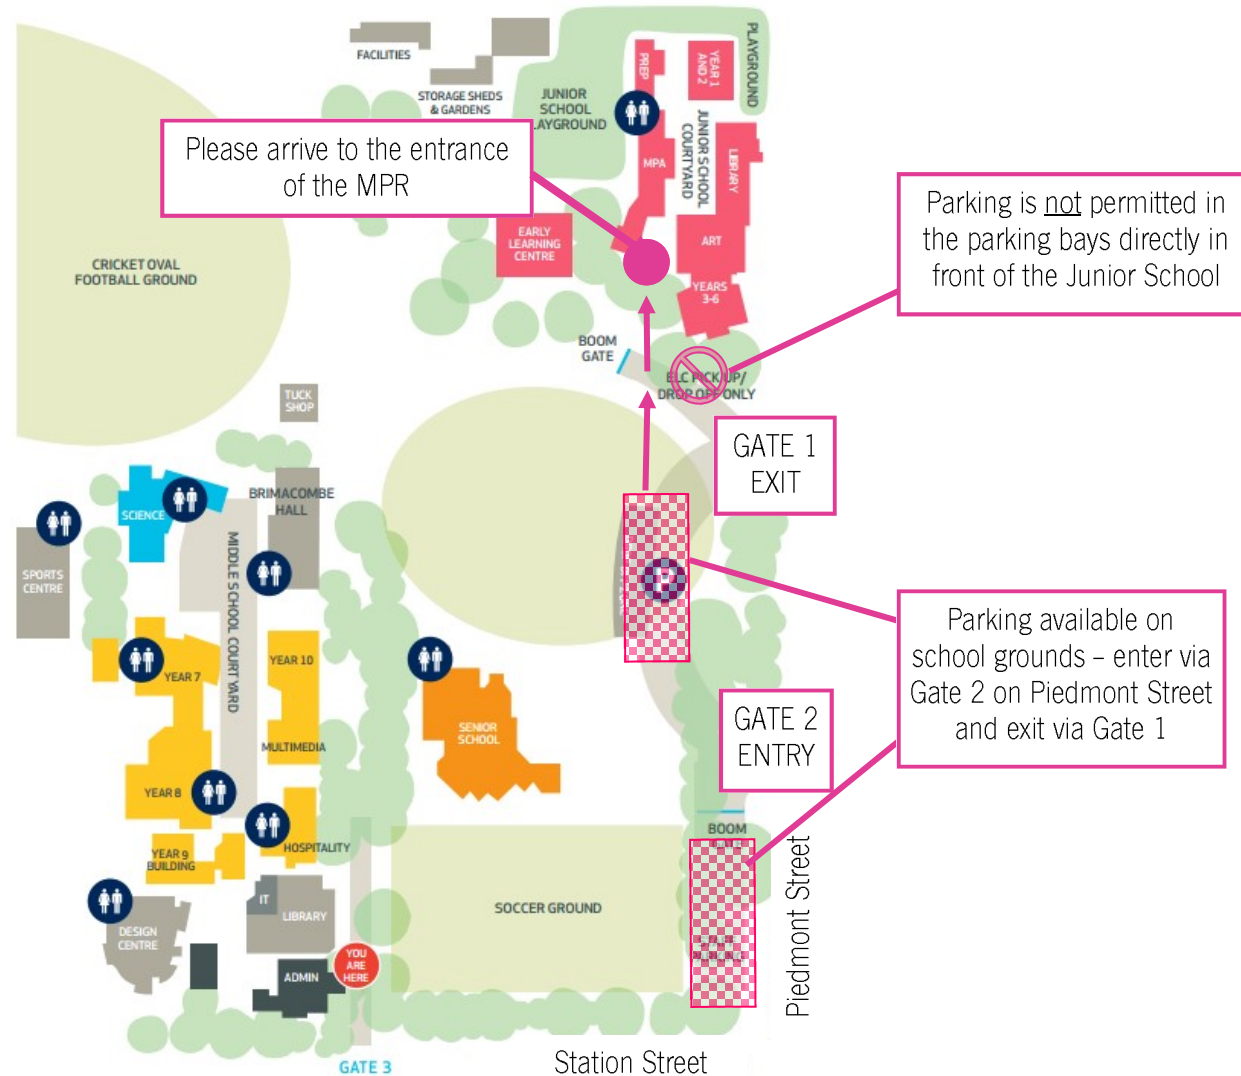 FACILITIES
STORAGE SHEDS
& GARDENS
JUNIOR
SCHOOL
LAYGROUND
PREP
YEAR 1
AND 2
PLAYGROUND
JUNIOR SCHOOL
COURTYARD
MPA
LIBRARY
Please arrive to the entrance
of the MPR
Parking is not permitted in
the parking bays directly in
front of the Junior School
EARLY
LEARNING
CENTRE
ART
YEARS
3-6
CRICKET OVAL
FOOTBALL GROUND
BOOM
GATE
ELC PICK UP/
DROP OFF ONLY
TUCK
SHOP
GATE 1
EXIT
BRIMACOMBE
HALL
SCIENCE
MIDDLE SCHOOL COURTYARD
SPORTS
CENTRE
Parking available on
school grounds – enter via
Gate 2 on Piedmont Street
and exit via Gate 1
YEAR 7
YEAR 10
SENIOR
SCHOOL
GATE 2
ENTRY
MULTIMEDIA
YEAR 8
BOOM
HOSPITALITY
YEAR 9
BUILDING
Piedmont Street
IT
LIBRARY
SOCCER GROUND
DESIGN
CENTRE
STAFF
PARKING
YOU
ARE
HERE
ADMIN
Station Street
GATE 3